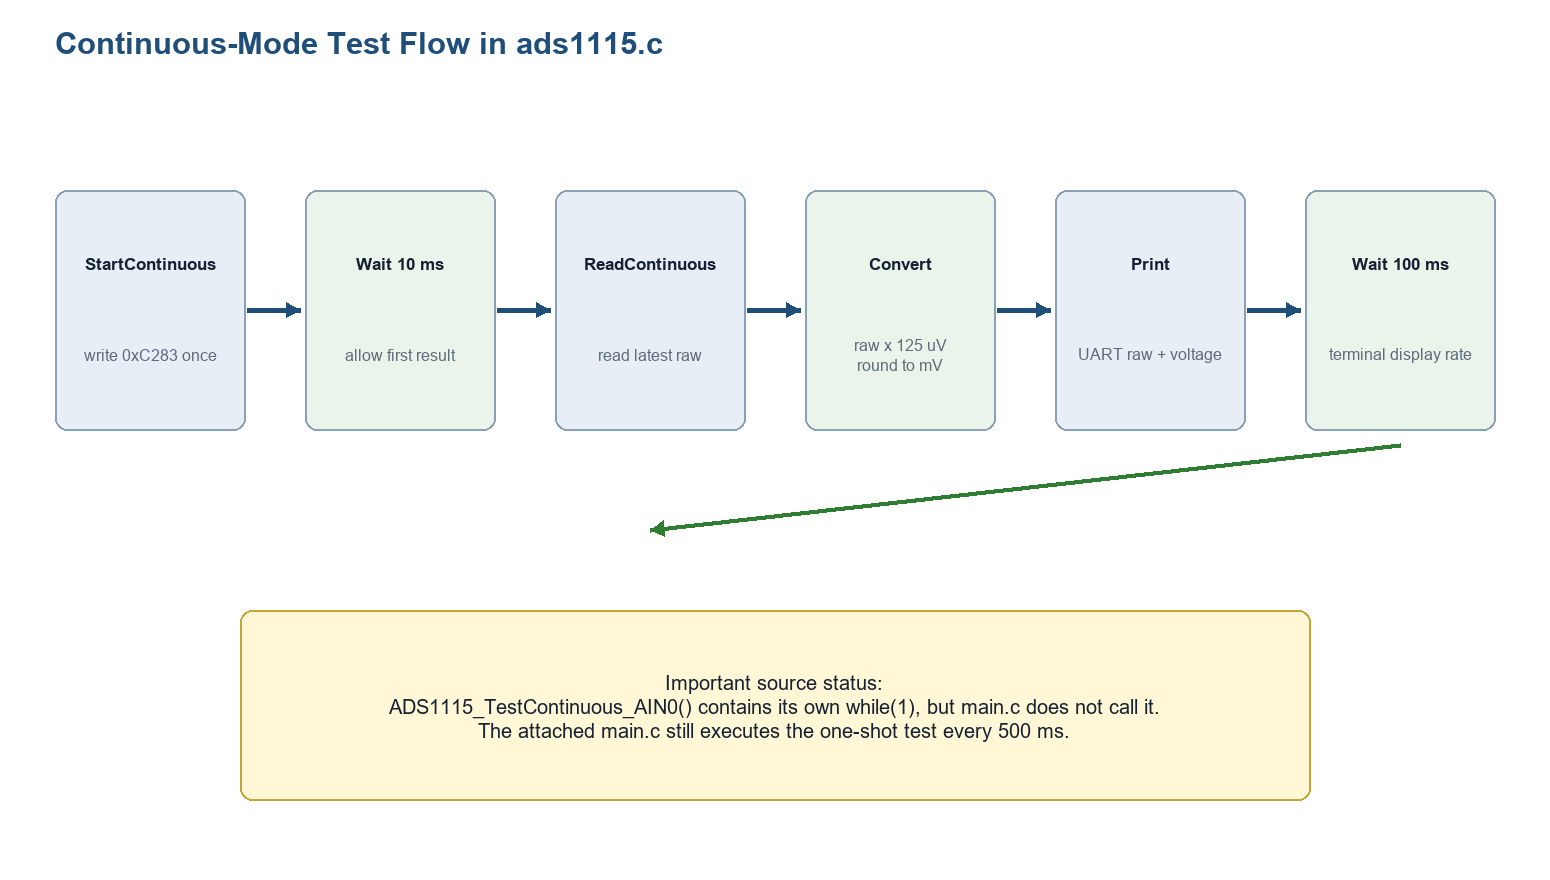 Continuous-Mode Test Flow in ads1115.c
StartContinuous
write 0xC283 once
Wait 10 ms
allow first result
ReadContinuous
read latest raw
Convert
raw x 125 uV
round to mV
Print
UART raw + voltage
Wait 100 ms
terminal display rate
Important source status:
ADS1115_TestContinuous_AIN0() contains its own while(1), but main.c does not call it.
The attached main.c still executes the one-shot test every 500 ms.